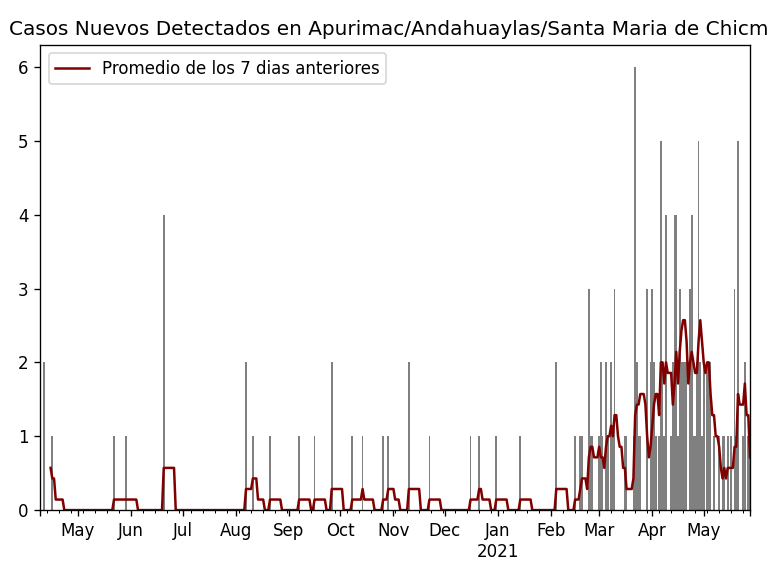 Casos Nuevos Detectados en Apurimac/Andahuaylas/Santa Maria de Chicm
Promedio de los 7 dias anteriores
6
5
4
3
2
1
0
May Jun Jul Aug Sep Oct Nov Dec Jan Feb Mar Apr May
2021